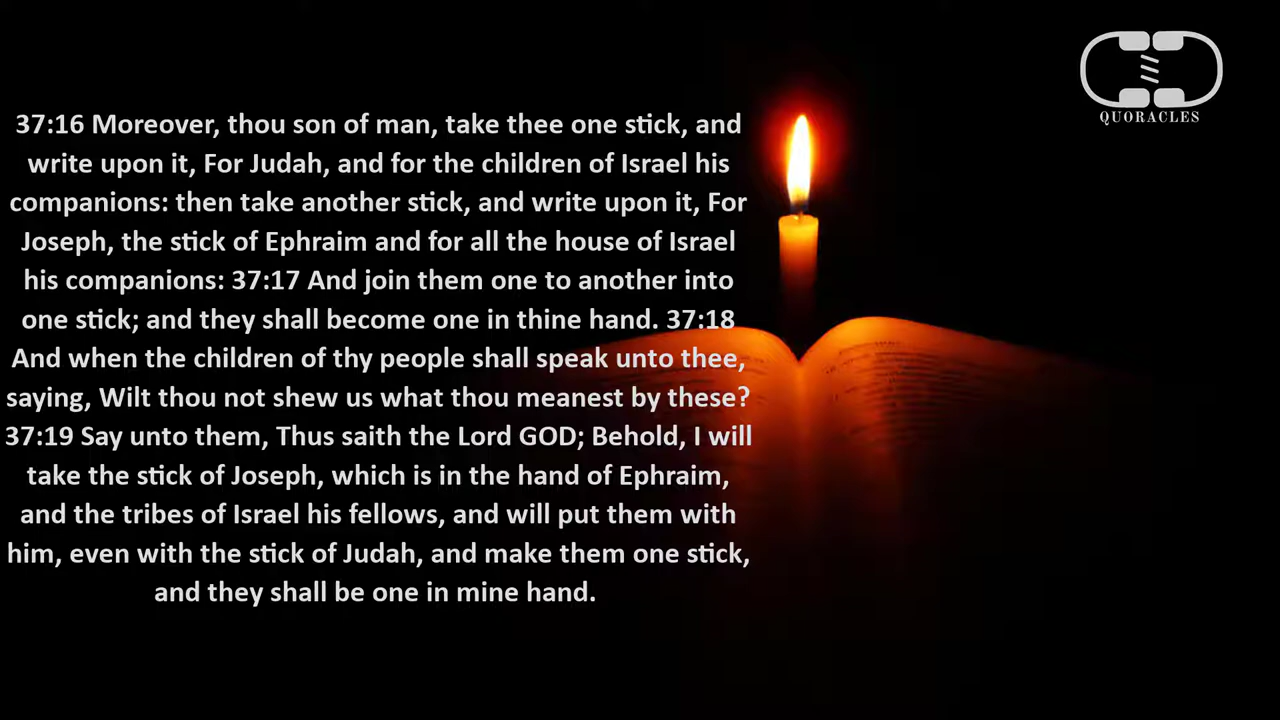 37:16 Moreover, thou son of man, take thee one stick, and
write upon it, For Judah, and for the children of Israel his
companions: then take another stick, and write upon it, For
Joseph, the stick of Ephraim and for all the house of Israel
his companions: 37:17 And join them one to another into
one stick; and they shall become one in thine hand. 37:18
And when the children of thy people shall speak unto thee,
saying, Wilt thou not shew us what thou meanest by these?
37:19 Say unto them, Thus saith the Lord GOD; Behold, I will
take the stick of Joseph, which is in the hand of Ephraim,
and the tribes of Israel his fellows, and will put them with
him, even with the stick of Judah, and make them one stick,
and they shall be one in mine hand.
QUORACLES